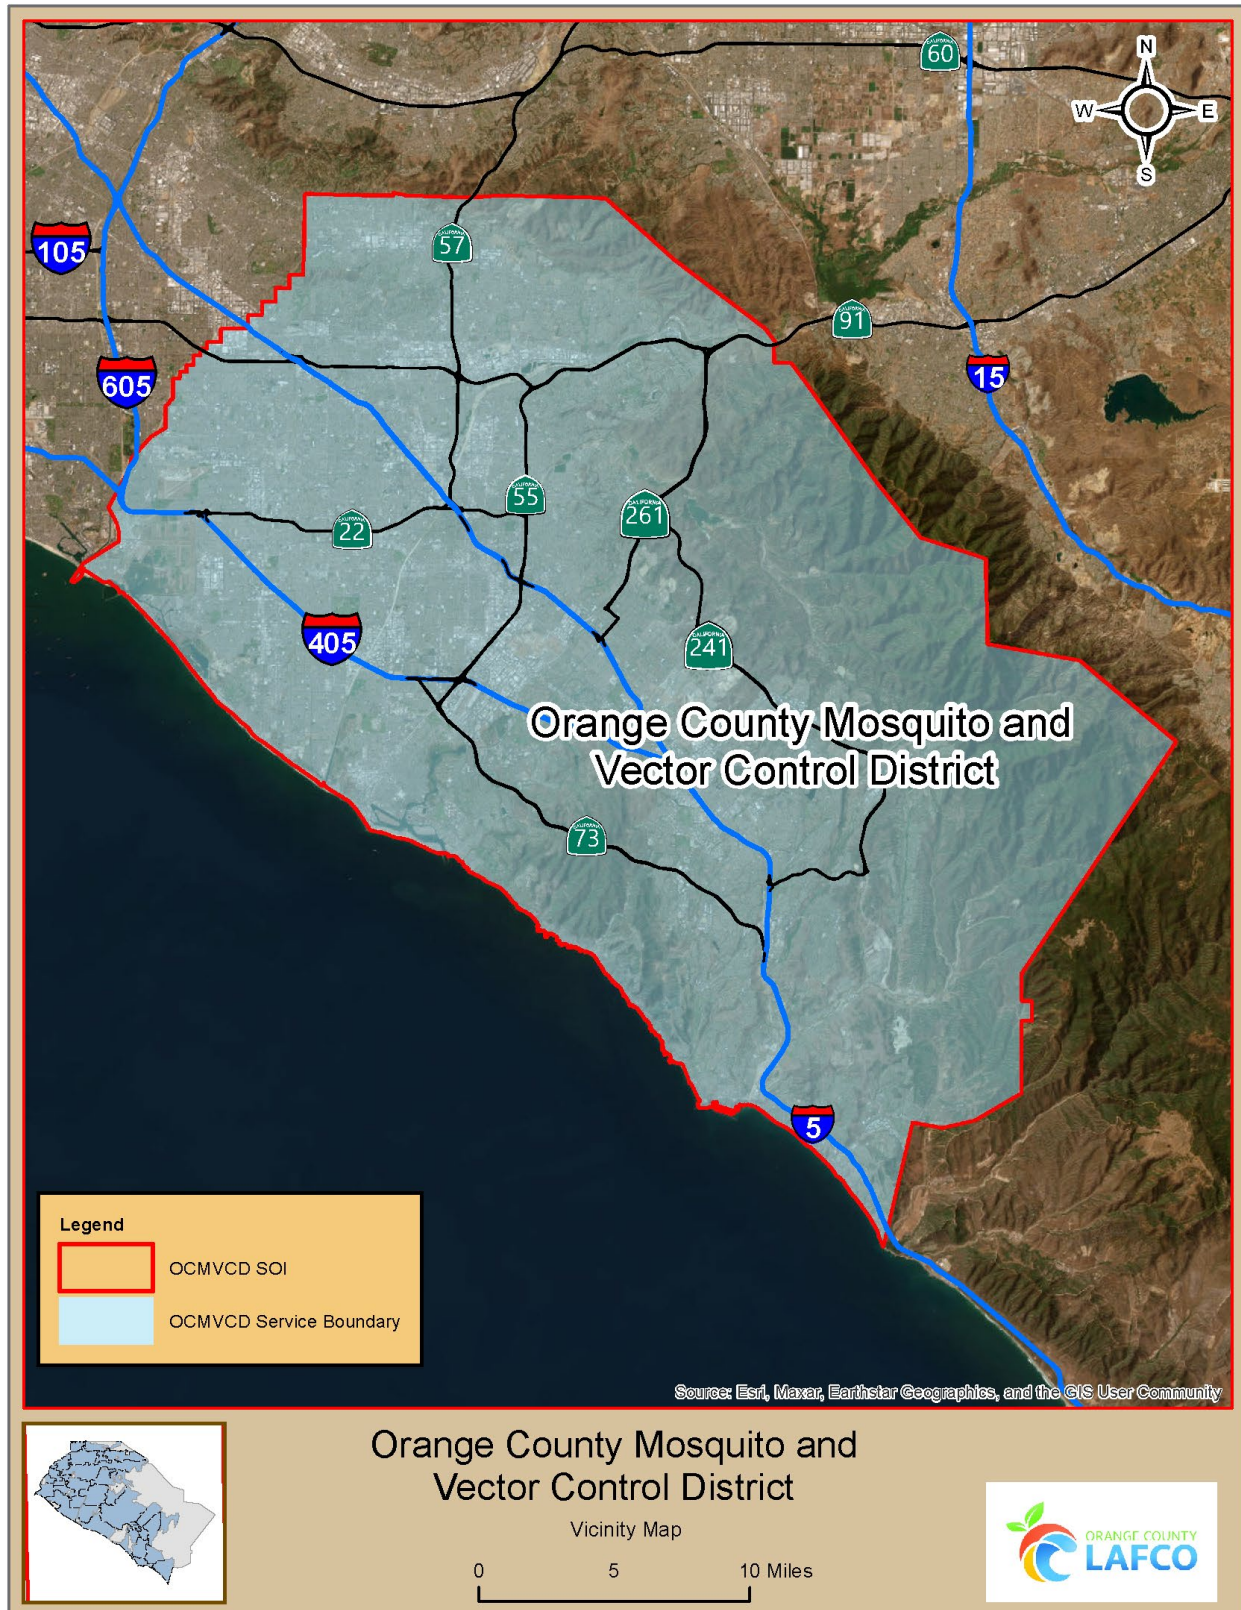 60
N
W
E
S
57
105
91
605
15
55
261
22
405
241
Orange County Mosquito and
Vector Control District
73
5
Legend
OCMVCD SOI
OCMVCD Service Boundary
Source: Esri, Maxar, Earthstar Geographics, and the GIS User Community
Orange County Mosquito and
Vector Control District
Vicinity Map
0 5 10 Miles
ORANGE COUNTY
LAFCO